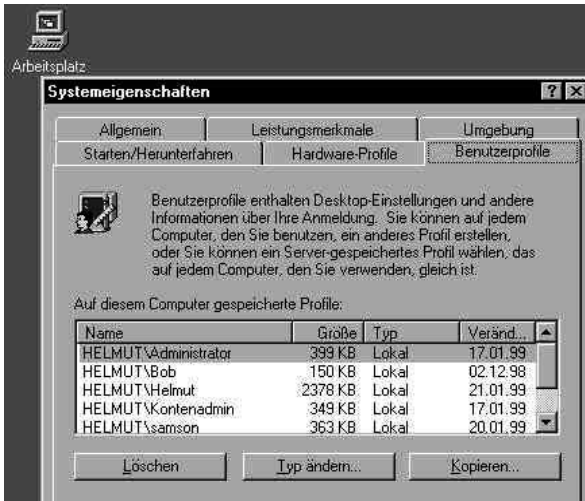 Arbeitsplatz
Systemeigenschaften
Allgemein Leistungsmerkmale Umgebung
Starten/Herunterfahren Hardware-Profile Benutzerprofile
Benutzerprofile enthalten Desktop-Einstellungen und andere
Informationen über Ihre Anmeldung. Sie können auf jedem
Computer, den Sie benutzen, ein anderes Profil erstellen,
oder Sie können ein Server-gespeichertes Profil wählen, das
auf jedem Computer, den Sie verwenden, gleich ist.
Auf diesem Computer gespeicherte Profile:
Name Größe Typ Veränd...
HELMUT\Administrator 399 KB Lokal 17.01.99
HELMUT\Bob 150 KB Lokal 02.12.98
HELMUT\Helmut 2378 KB Lokal 21.01.99
HELMUT\Kontenadmin 349 KB Lokal 17.01.99
HELMUT\samson 363 KB Lokal 20.01.99
Löschen Typ ändern... Kopieren...